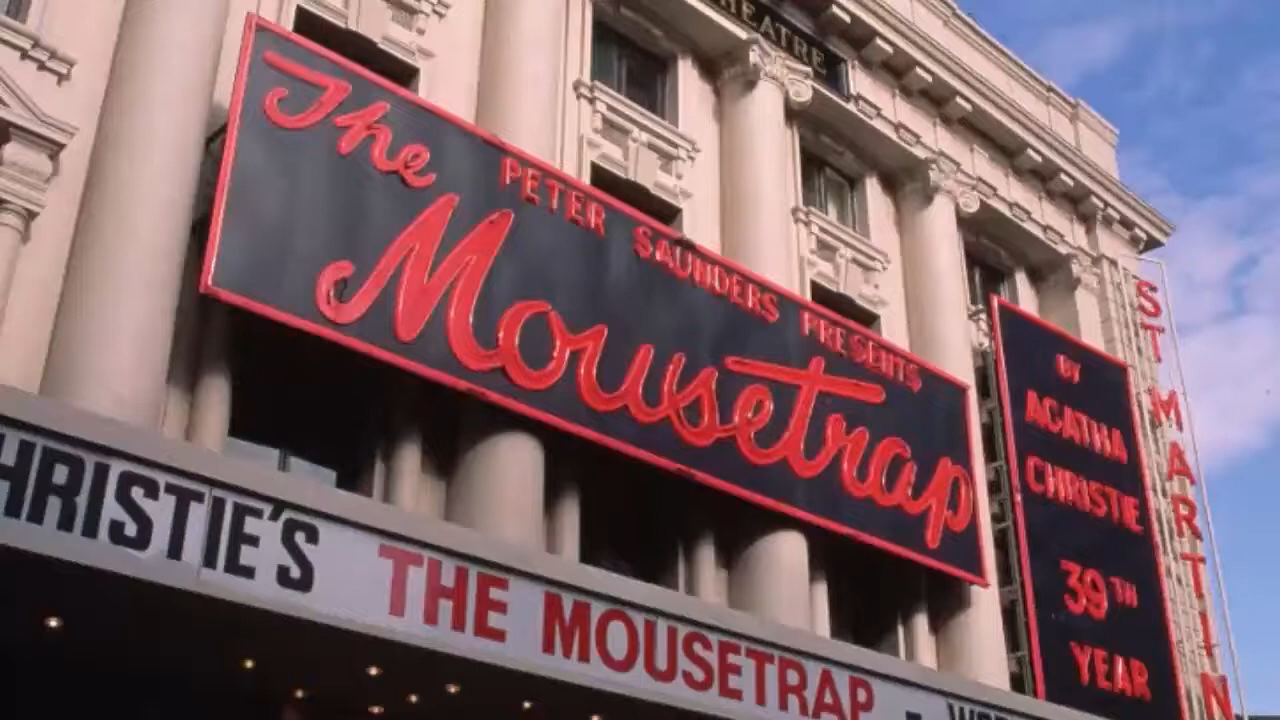 THEATRE
The
PETER SAUNDERS PRESENTS
Mousetrap
BY
AGATHA
CHRISTIE
39TH
YEAR
ST MARTIN
HRISTIE'S THE MOUSETRAP -